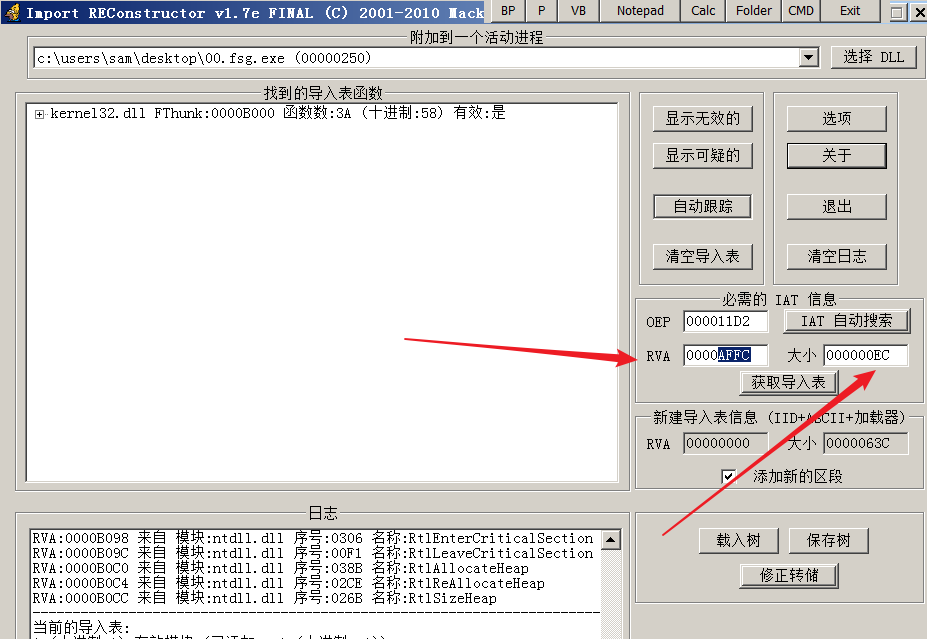 Import REConstructor v1.7e FINAL (C) 2001-2010 Mack
BP P VB Notepad Calc Folder CMD Exit
附加到一个活动进程
c:\users\sam\desktop\00.fsg.exe (00000250)
选择 DLL
找到的导入表函数
kernel32.dll FThunk:0000B000 函数数:3A (十进制:58) 有效:是
显示无效的
显示可疑的
自动跟踪
清空导入表
选项
关于
退出
清空日志
必需的 IAT 信息
OEP 000011D2 IAT 自动搜索
RVA 0000AFFC 大小 000000EC
获取导入表
新建导入表信息 (IID+ASCII+加载器)
RVA 00000000 大小 0000063C
添加新的区段
日志
RVA:0000B098 来自 模块:ntdll.dll 序号:0306 名称:RtlEnterCriticalSection
RVA:0000B09C 来自 模块:ntdll.dll 序号:00F1 名称:RtlLeaveCriticalSection
RVA:0000B0C0 来自 模块:ntdll.dll 序号:038B 名称:RtlAllocateHeap
RVA:0000B0C4 来自 模块:ntdll.dll 序号:02CE 名称:RtlReAllocateHeap
RVA:0000B0CC 来自 模块:ntdll.dll 序号:026B 名称:RtlSizeHeap
当前的导入表:
载入树
保存树
修正转储